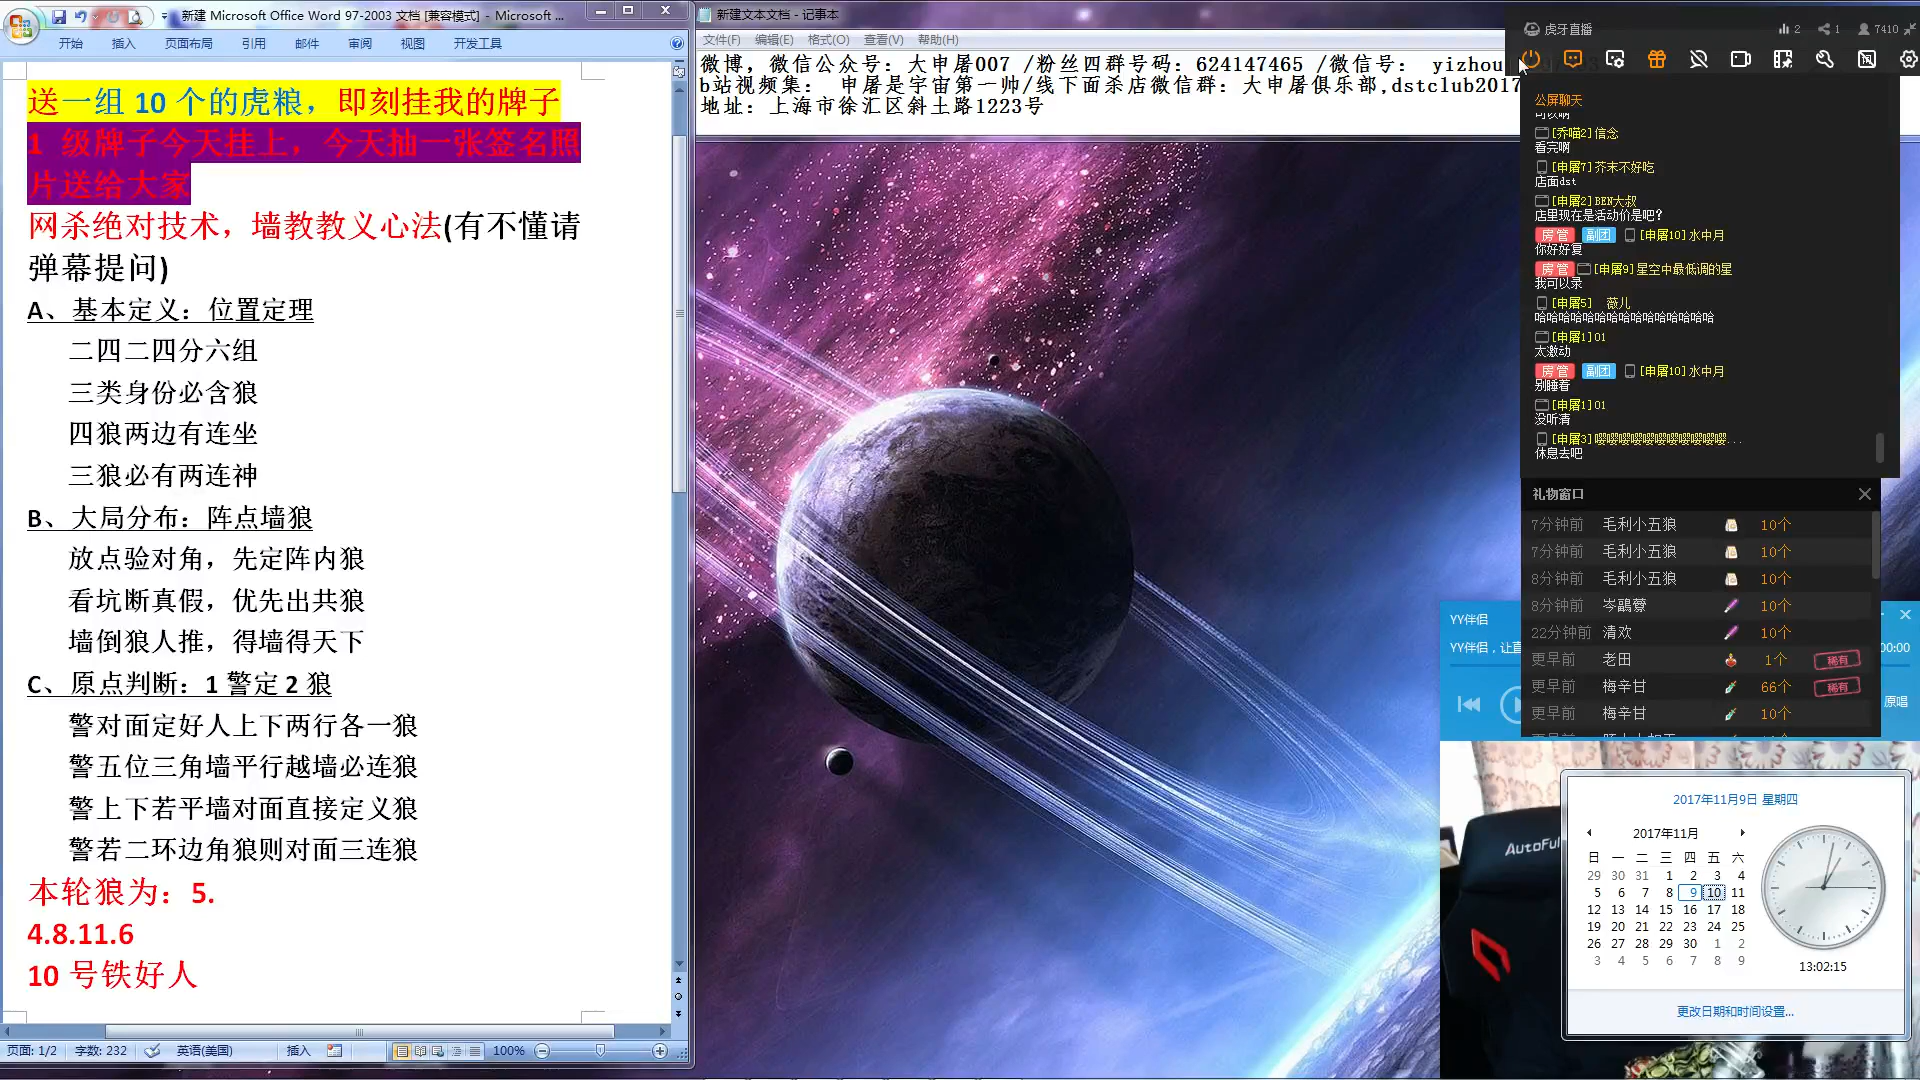 新建 Microsoft Office Word 97-2003 文档 [兼容模式] - Microsoft ...
开始 插入 页面布局 引用 邮件 审阅 视图 开发工具
送一组 10 个的虎粮，即刻挂我的牌子
1 级牌子今天挂上，今天抽一张签名照
片送给大家
网杀绝对技术，墙教教义心法(有不懂请
弹幕提问)
A、基本定义：位置定理
二四二四分六组
三类身份必含狼
四狼两边有连坐
三狼必有两连神
B、大局分布：阵点墙狼
放点验对角，先定阵内狼
看坑断真假，优先出共狼
墙倒狼人推，得墙得天下
C、原点判断：1 警定 2 狼
警对面定好人上下两行各一狼
警五位三角墙平行越墙必连狼
警上下若平墙对面直接定义狼
警若二环边角狼则对面三连狼
本轮狼为：5.
4.8.11.6
10 号铁好人
页面: 1/2 字数: 232 英语(美国) 插入 100%
新建文本文档 - 记事本
文件(F) 编辑(E) 格式(O) 查看(V) 帮助(H)
微博，微信公众号：大申屠007 /粉丝四群号码：624147465 /微信号： yizhou
b站视频集： 申屠是宇宙第一帅/线下面杀店微信群：大申屠俱乐部,dstclub2017
地址：上海市徐汇区斜土路1223号
虎牙直播 2 1 7410
公屏聊天
[乔喵2]信念
看完啊
[申屠7]芥末不好吃
店面dst
[申屠2]BEN大叔
店里现在是活动价是吧?
房管 副团 [申屠10]水中月
你好好复
房管 [申屠9]星空中最低调的星
我可以录
[申屠5] 薇儿
哈哈哈哈哈哈哈哈哈哈哈哈哈哈哈
[申屠1]01
太激动
房管 副团 [申屠10]水中月
别睡着
[申屠1]01
没听清
[申屠3]嘤嘤嘤嘤嘤嘤嘤嘤嘤嘤嘤...
休息去吧
礼物窗口
7分钟前 毛利小五狼 10个
7分钟前 毛利小五狼 10个
8分钟前 毛利小五狼 10个
8分钟前 10个
22分钟前 清欢 10个
更早前 老田 1个 稀有
更早前 梅辛甘 66个 稀有
更早前 梅辛甘 10个
YY伴侣
YY伴侣，让直
00:00
原唱
AutoFul
2017年11月9日 星期四
2017年11月
日 一 二 三 四 五 六
29 30 31 1 2 3 4
5 6 7 8 9 10 11
12 13 14 15 16 17 18
19 20 21 22 23 24 25
26 27 28 29 30 1 2
3 4 5 6 7 8 9
13:02:15
更改日期和时间设置...